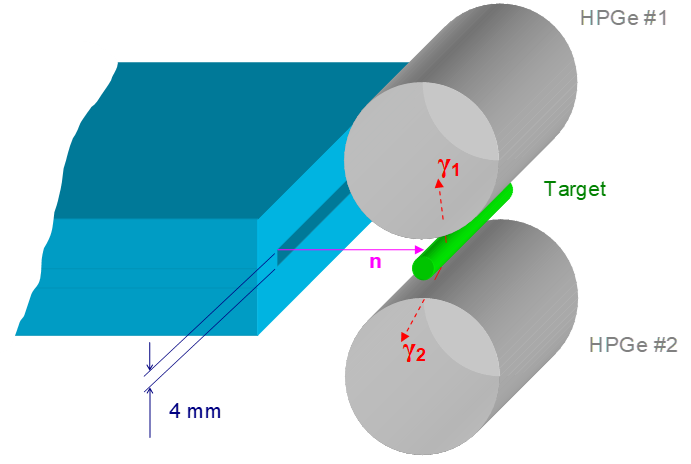 HPGe #1
γ1
Target
n
γ2
HPGe #2
4 mm